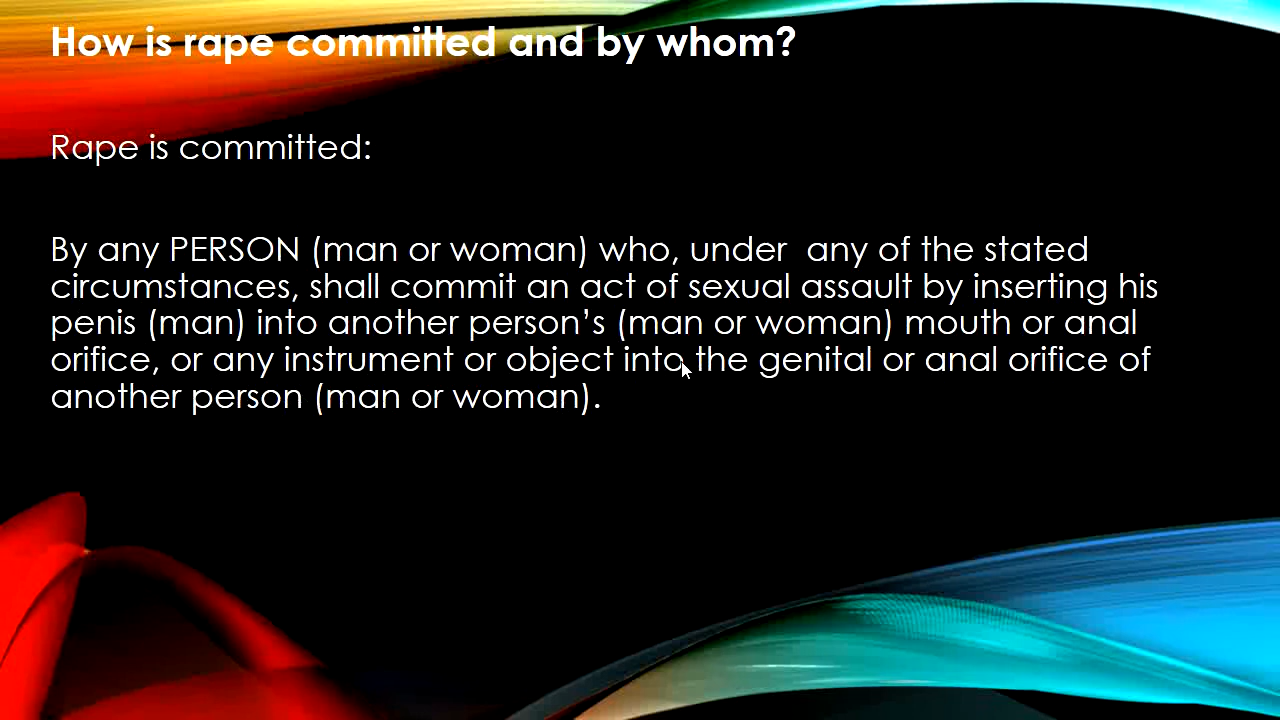 How is rape committed and by whom?
Rape is committed:
By any PERSON (man or woman) who, under  any of the stated
circumstances, shall commit an act of sexual assault by inserting his
penis (man) into another person’s (man or woman) mouth or anal
orifice, or any instrument or object into the genital or anal orifice of
another person (man or woman).